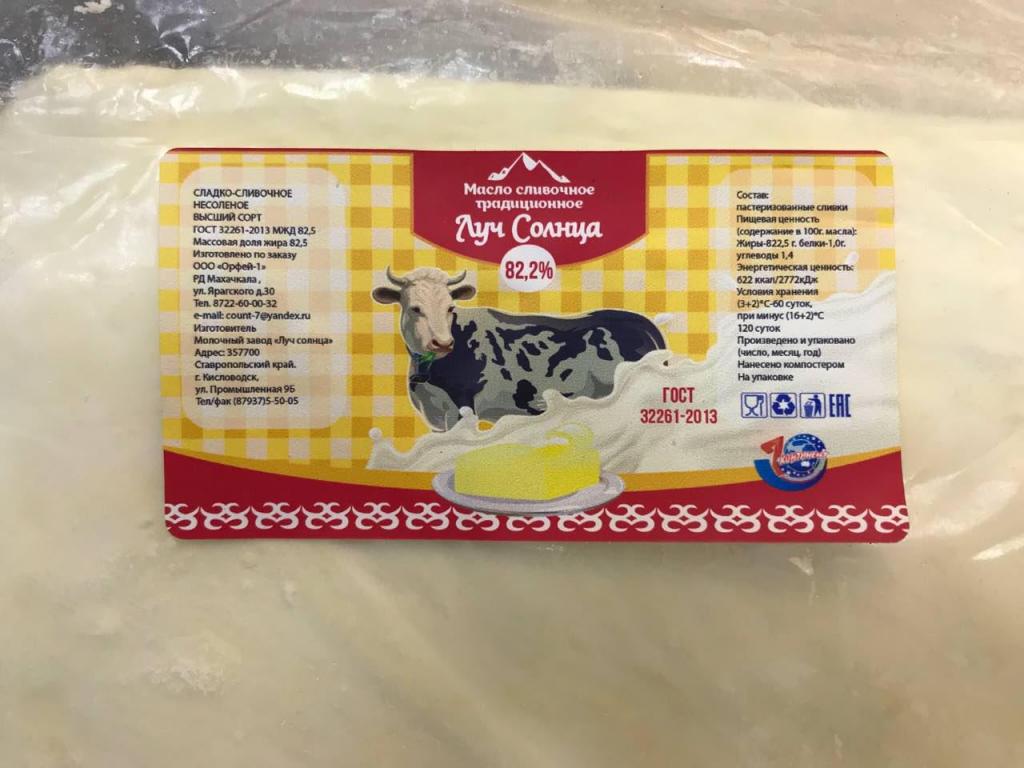 СЛАДКО-СЛИВОЧНОЕ
НЕСОЛЕНОЕ
ВЫСШИЙ СОРТ
ГОСТ 32261-2013 МЖД 82,5
Массовая доля жира 82,5
Изготовлено по заказу
ООО «Орфей-1»
РД Махачкала ,
ул. Ярагского д.30
Тел. 8722-60-00-32
e-mail: count-7@yandex.ru
Изготовитель
Молочный завод «Луч солнца»
Адрес: 357700
Ставропольский край.
г. Кисловодск,
ул. Промышленная 9Б
Тел/фак (87937)5-50-05
Масло сливочное
традиционное
Луч Солнца
82,2%
ГОСТ
32261-2013
Состав:
пастеризованные сливки
Пищевая ценность
(содержание в 100г. масла):
Жиры-822,5 г. белки-1,0г.
углеводы 1,4
Энергетическая ценность:
622 ккал/2772кДж
Условия хранения
(3+2)°С-60 суток,
при минус (16+2)°С
120 суток
Произведено и упаковано
(число, месяц, год)
Нанесено компостером
На упаковке
ЕАС
7 КОНТИНЕНТ